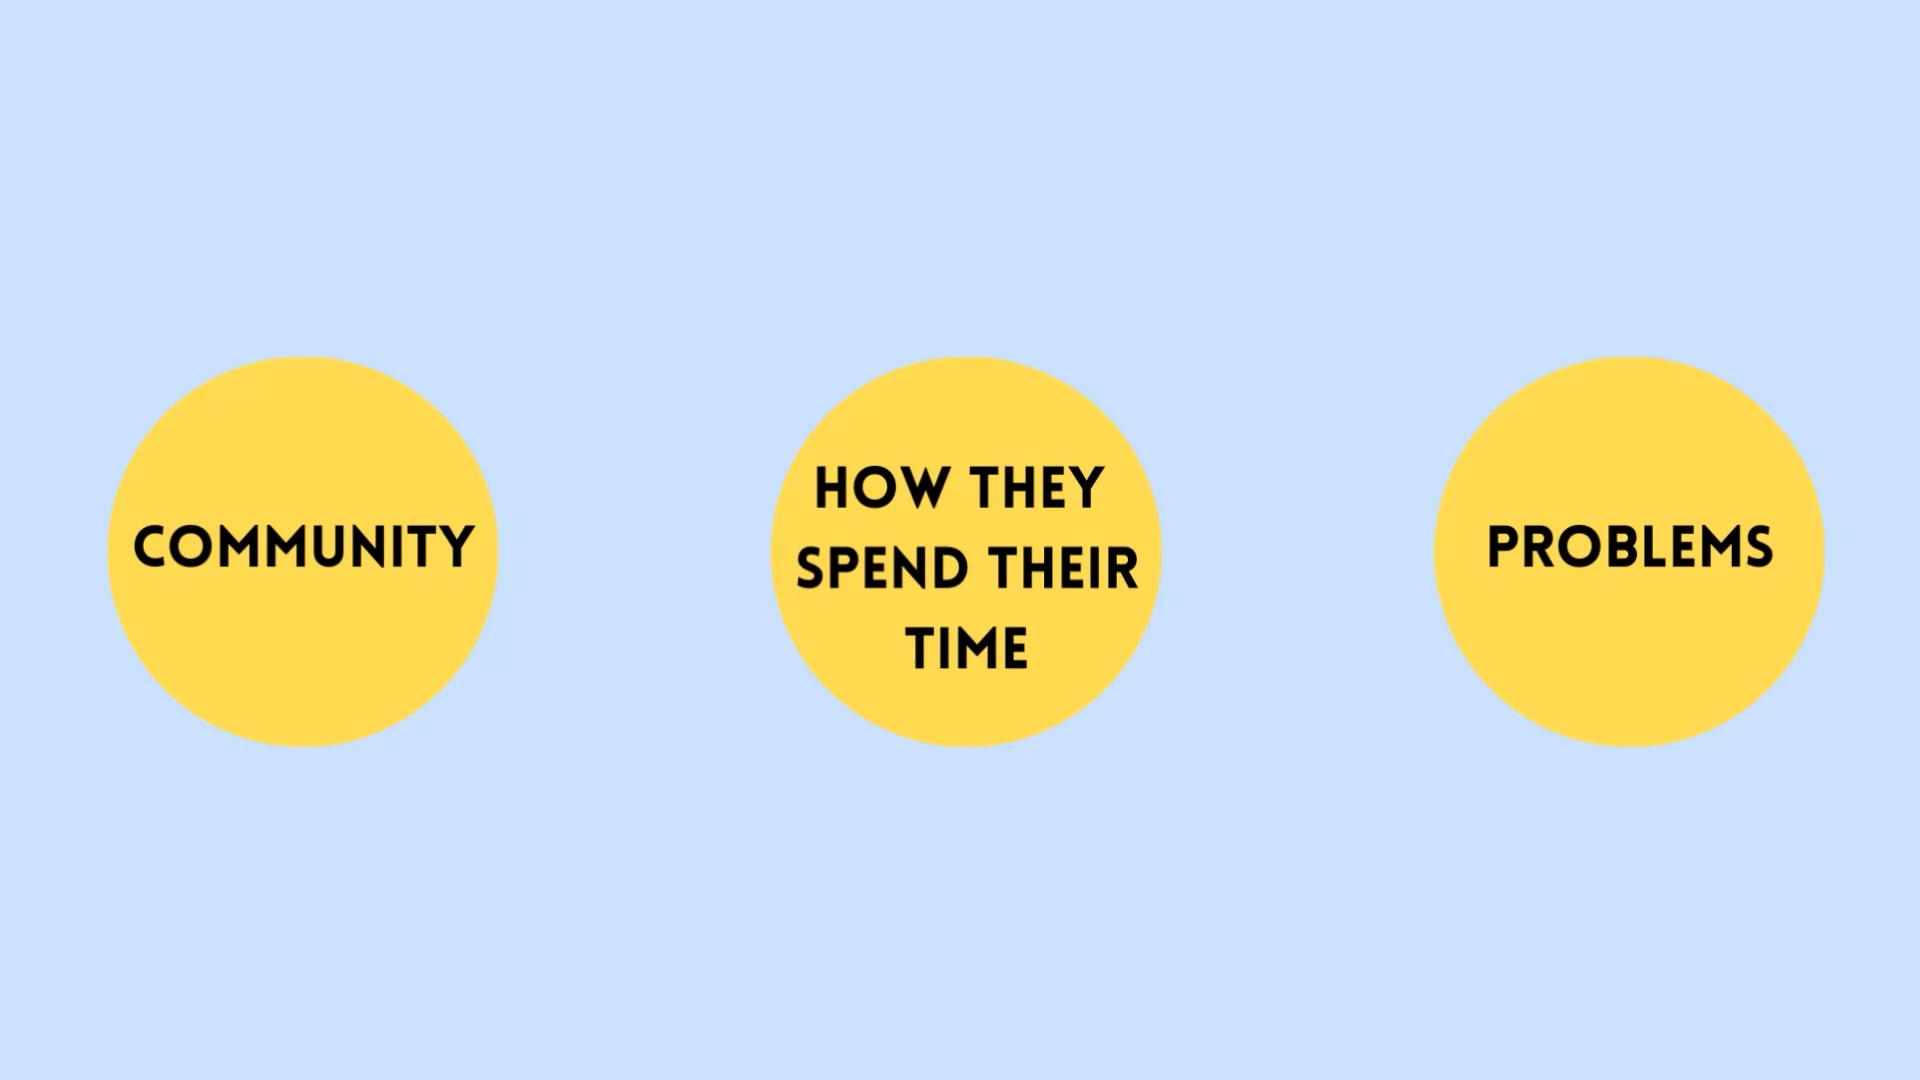 COMMUNITY
HOW THEY
SPEND THEIR
TIME
PROBLEMS